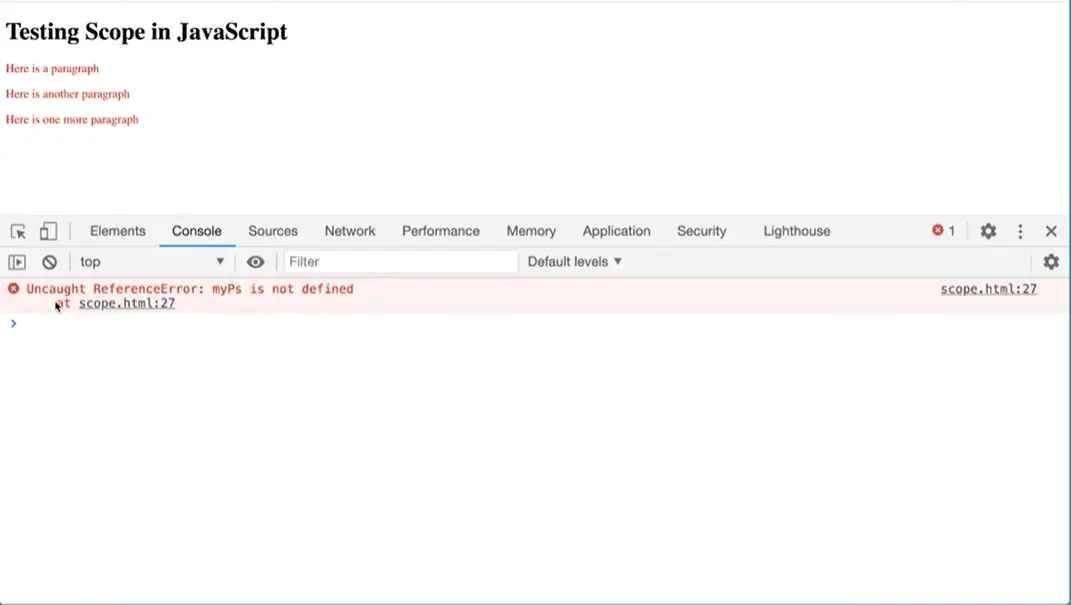 Testing Scope in JavaScript
Here is a paragraph
Here is another paragraph
Here is one more paragraph
Elements Console Sources Network Performance Memory Application Security Lighthouse 1
top Filter Default levels
Uncaught ReferenceError: myPs is not defined scope.html:27
at scope.html:27